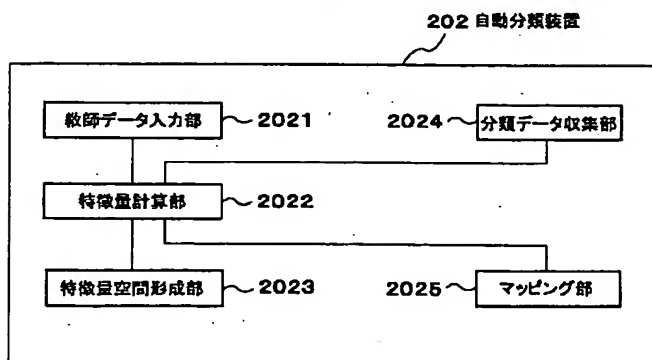 202 自動分類装置
教師データ入力部 2021
2024 分類データ収集部
特徴量計算部 2022
特徴量空間形成部 2023
2025 マッピング部